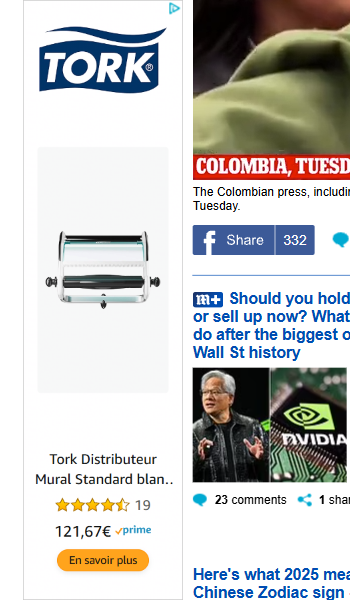 TORK®
Tork Distributeur
Mural Standard blan..
19
121,67€ prime
En savoir plus
COLOMBIA, TUESD
The Colombian press, includin
Tuesday.
Share 332
m+ Should you hold
or sell up now? What
do after the biggest o
Wall St history
NVIDIA
23 comments 1 shar
Here's what 2025 mea
Chinese Zodiac sign